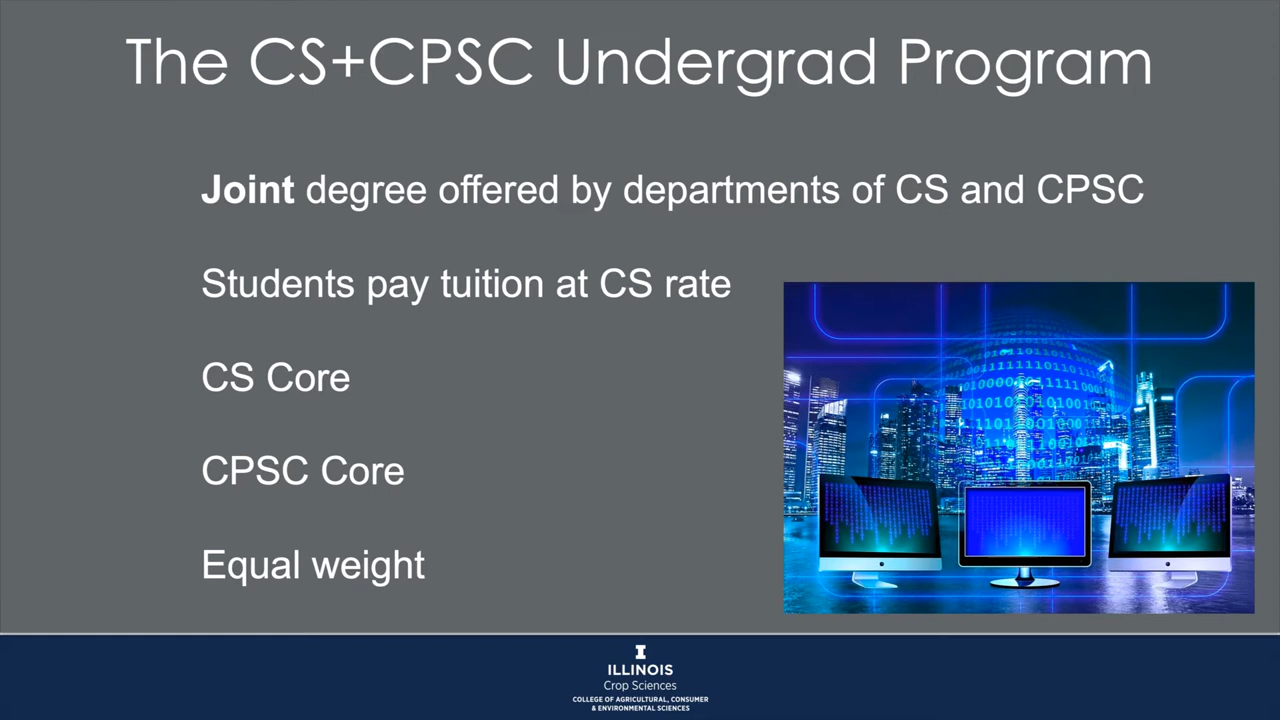 The CS+CPSC Undergrad Program
Joint degree offered by departments of CS and CPSC
Students pay tuition at CS rate
CS Core
CPSC Core
Equal weight
I
ILLINOIS
Crop Sciences
COLLEGE OF AGRICULTURAL, CONSUMER
& ENVIRONMENTAL SCIENCES